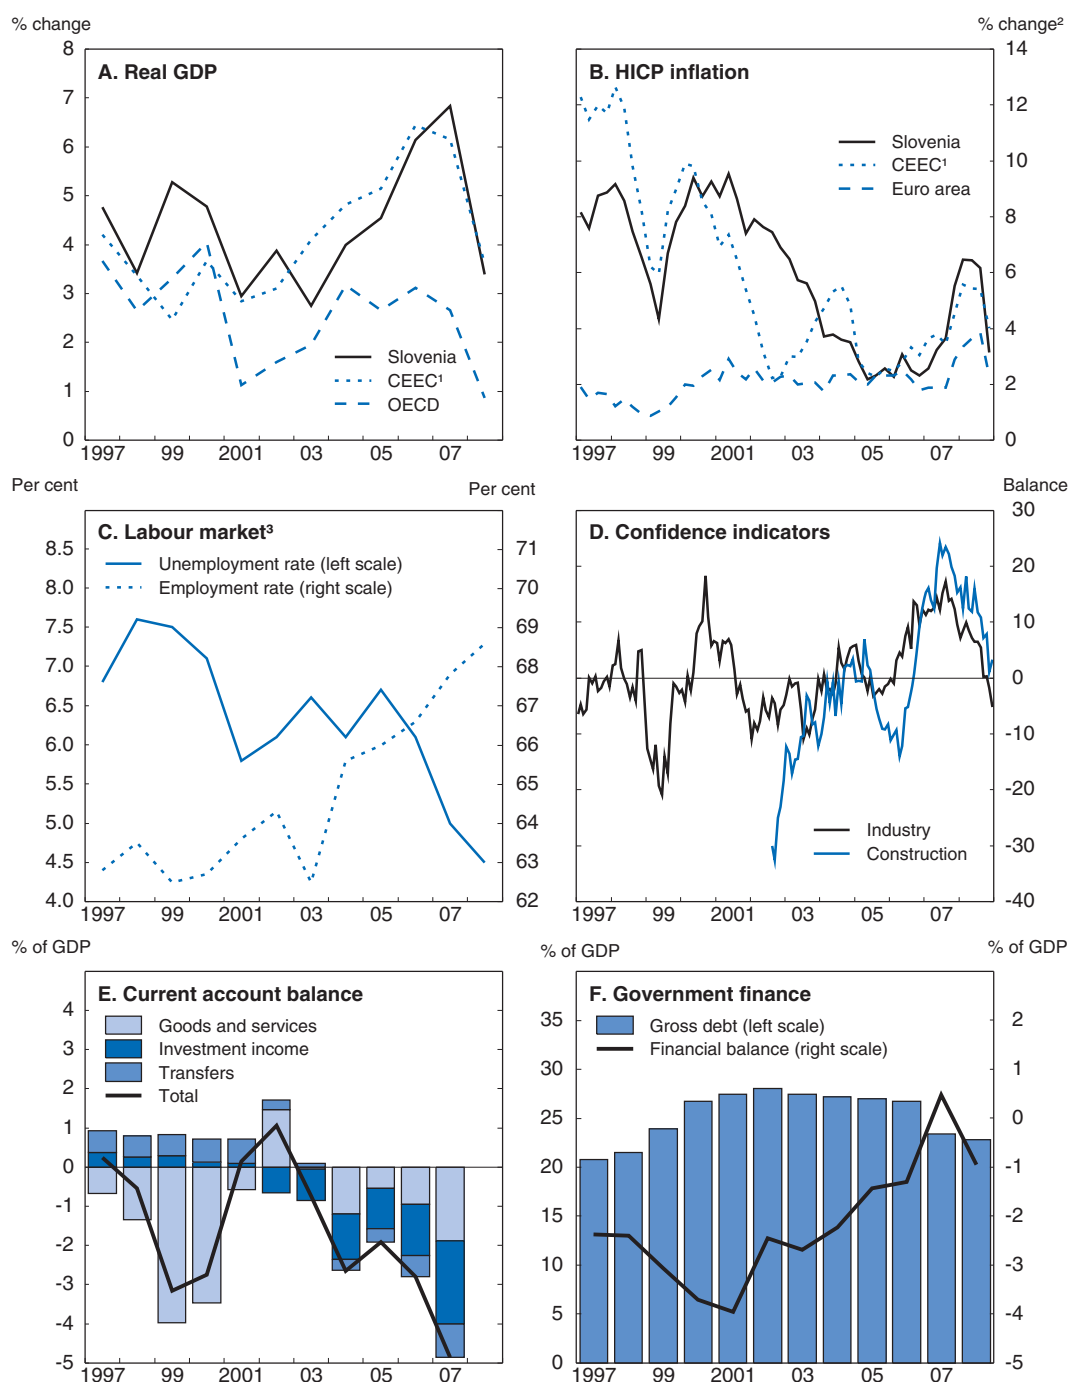 % change
% change²
A. Real GDP
8
7
6
5
4
3
2
1
0
Slovenia
CEEC¹
OECD
1997 99 2001 03 05 07
B. HICP inflation
14
12
10
8
6
4
2
0
Slovenia
CEEC¹
Euro area
1997 99 2001 03 05 07
Per cent
Per cent
C. Labour market³
Unemployment rate (left scale)
Employment rate (right scale)
8.5
8.0
7.5
7.0
6.5
6.0
5.5
5.0
4.5
4.0
71
70
69
68
67
66
65
64
63
62
1997 99 2001 03 05 07
Balance
D. Confidence indicators
30
20
10
0
-10
-20
-30
-40
Industry
Construction
1997 99 2001 03 05 07
% of GDP
E. Current account balance
Goods and services
Investment income
Transfers
Total
4
3
2
1
0
-1
-2
-3
-4
-5
1997 99 2001 03 05 07
% of GDP
% of GDP
F. Government finance
Gross debt (left scale)
Financial balance (right scale)
35
30
25
20
15
10
5
0
2
1
0
-1
-2
-3
-4
-5
1997 99 2001 03 05 07